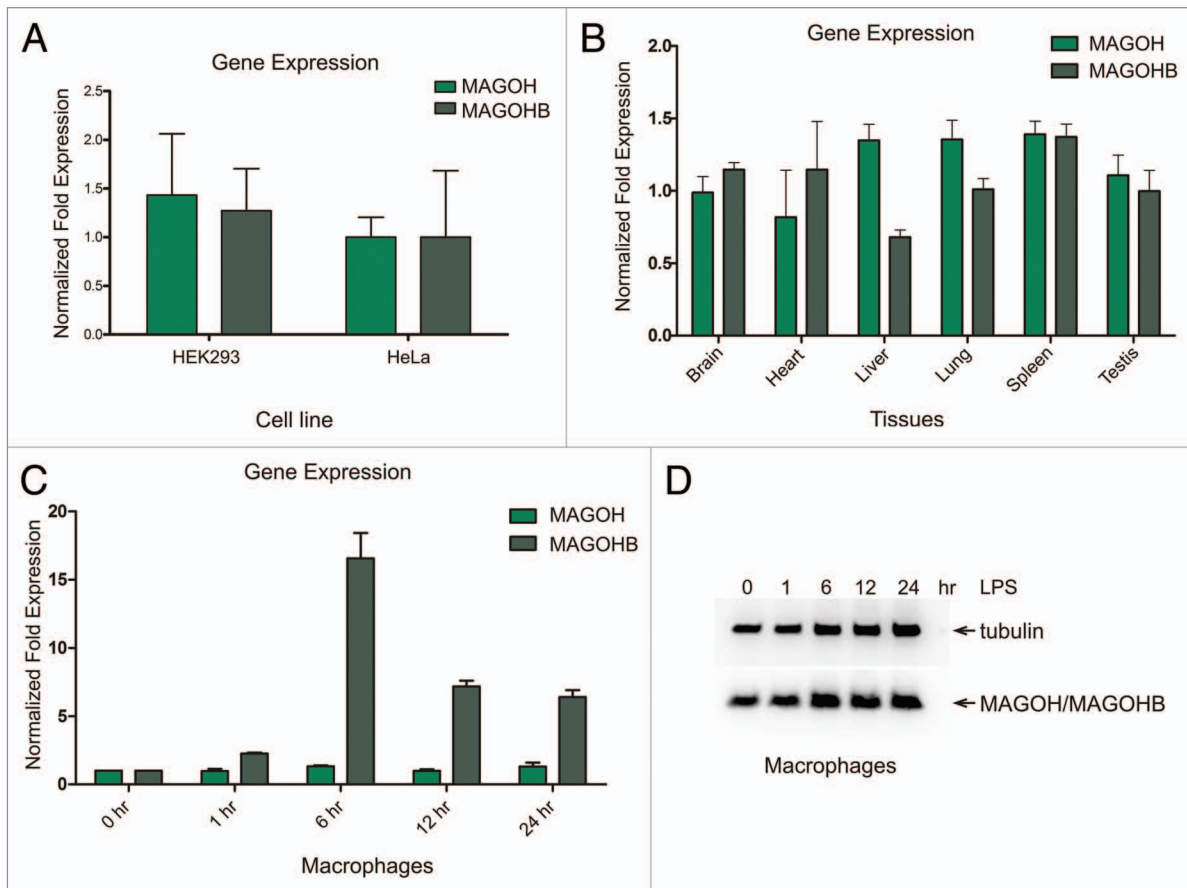 A
Gene Expression
MAGOH
MAGOHB
Normalized Fold Expression
2.5
2.0
1.5
1.0
0.5
0.0
HEK293 HeLa
Cell line
B
Gene Expression
MAGOH
MAGOHB
Normalized Fold Expression
2.0
1.5
1.0
0.5
0.0
Brain Heart Liver Lung Spleen Testis
Tissues
C
Gene Expression
MAGOH
MAGOHB
Normalized Fold Expression
20
15
10
5
0
0 hr 1 hr 6 hr 12 hr 24 hr
Macrophages
D
0 1 6 12 24 hr LPS
tubulin
MAGOH/MAGOHB
Macrophages